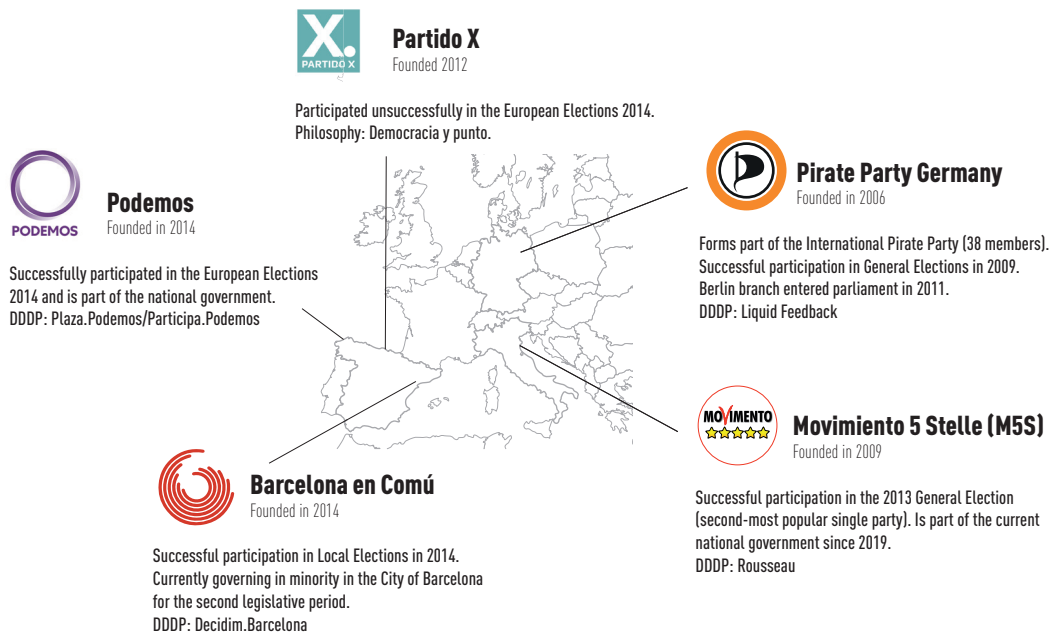 X.
PARTIDO X
Partido X
Founded 2012
Participated unsuccessfully in the European Elections 2014.
Philosophy: Democracia y punto.
PODEMOS
Podemos
Founded in 2014
Successfully participated in the European Elections
2014 and is part of the national government.
DDDP: Plaza.Podemos/Participa.Podemos
Pirate Party Germany
Founded in 2006
Forms part of the International Pirate Party (38 members).
Successful participation in General Elections in 2009.
Berlin branch entered parliament in 2011.
DDDP: Liquid Feedback
Barcelona en Comú
Founded in 2014
Successful participation in Local Elections in 2014.
Currently governing in minority in the City of Barcelona
for the second legislative period.
DDDP: Decidim.Barcelona
MOVIMENTO
Movimiento 5 Stelle (M5S)
Founded in 2009
Successful participation in the 2013 General Election
(second-most popular single party). Is part of the current
national government since 2019.
DDDP: Rousseau